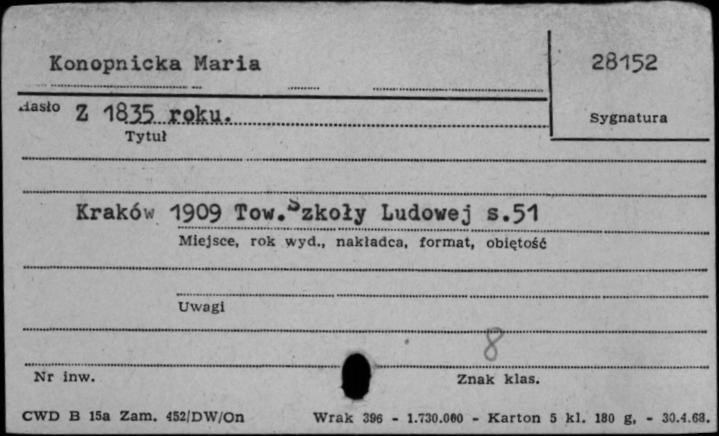 Konopnicka Maria
28152
Hasło
Z 1835 roku.
Sygnatura
Tytuł
Kraków 1909 Tow.Szkoły Ludowej s.51
Miejsce, rok wyd., nakładca, format, objętość
Uwagi
8
Nr inw.
Znak klas.
CWD B 15a Zam. 452/DW/On Wrak 396 - 1.730.000 - Karton 5 kl. 180 g. - 30.4.68.